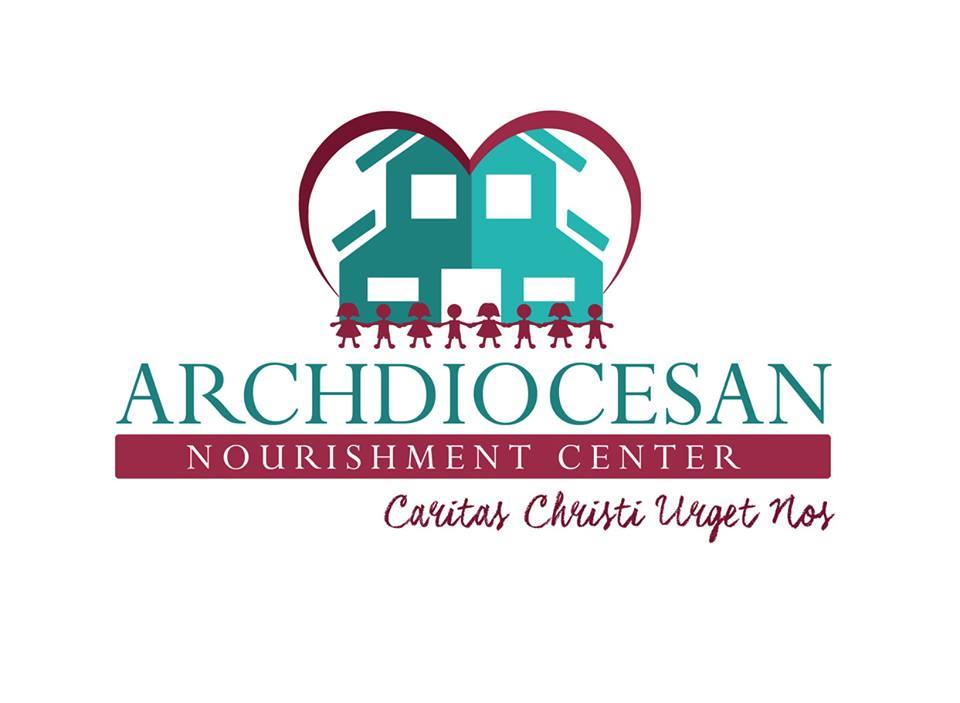 ARCHDIOCESAN
NOURISHMENT CENTER
Caritas Christi Urget Nos